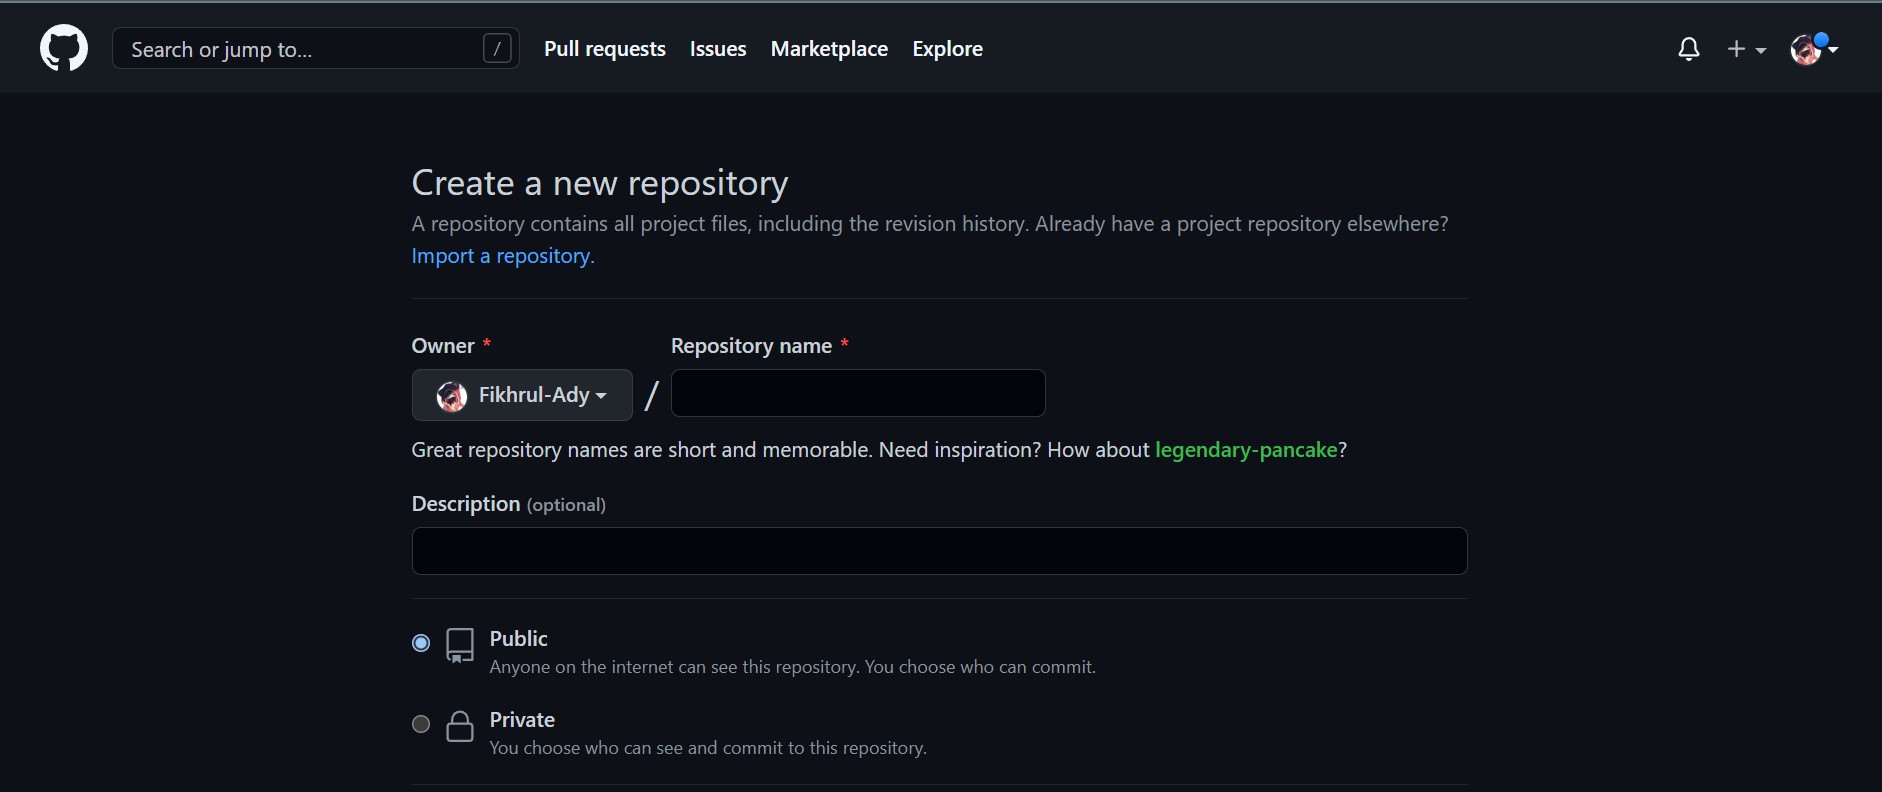 Search or jump to... / Pull requests Issues Marketplace Explore
Create a new repository
A repository contains all project files, including the revision history. Already have a project repository elsewhere?
Import a repository.
Owner * Repository name *
Fikhrul-Ady /
Great repository names are short and memorable. Need inspiration? How about legendary-pancake?
Description (optional)
Public
Anyone on the internet can see this repository. You choose who can commit.
Private
You choose who can see and commit to this repository.